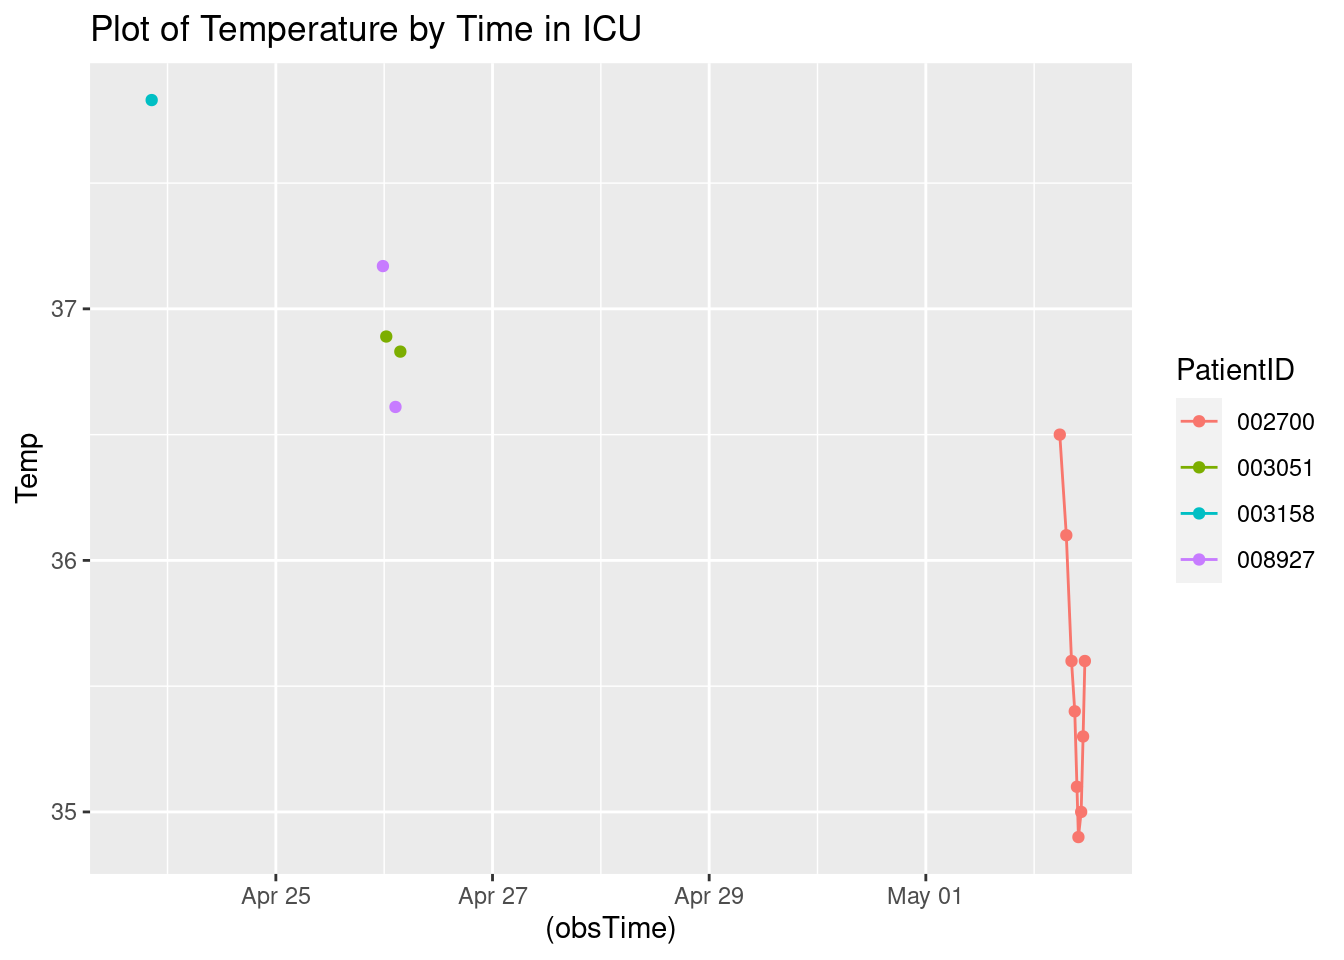 Plot of Temperature by Time in ICU
Temp
37
36
35
Apr 25
Apr 27
Apr 29
May 01
(obsTime)
PatientID
002700
003051
003158
008927